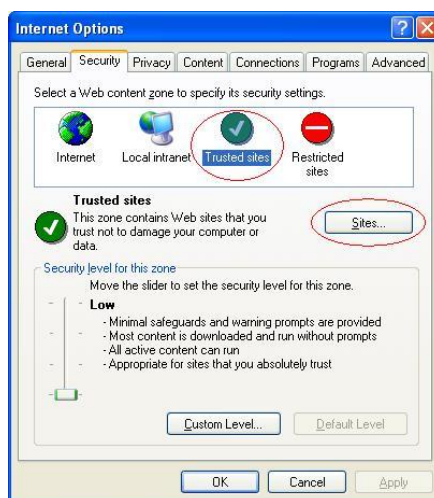 Internet Options
General Security Privacy Content Connections Programs Advanced
Select a Web content zone to specify its security settings.
Internet Local intranet Trusted sites Restricted sites
Trusted sites
This zone contains Web sites that you
trust not to damage your computer or
data.
Sites...
Security level for this zone
Move the slider to set the security level for this zone.
Low
- Minimal safeguards and warning prompts are provided
- Most content is downloaded and run without prompts
- All active content can run
- Appropriate for sites that you absolutely trust
Custom Level... Default Level
OK Cancel Apply